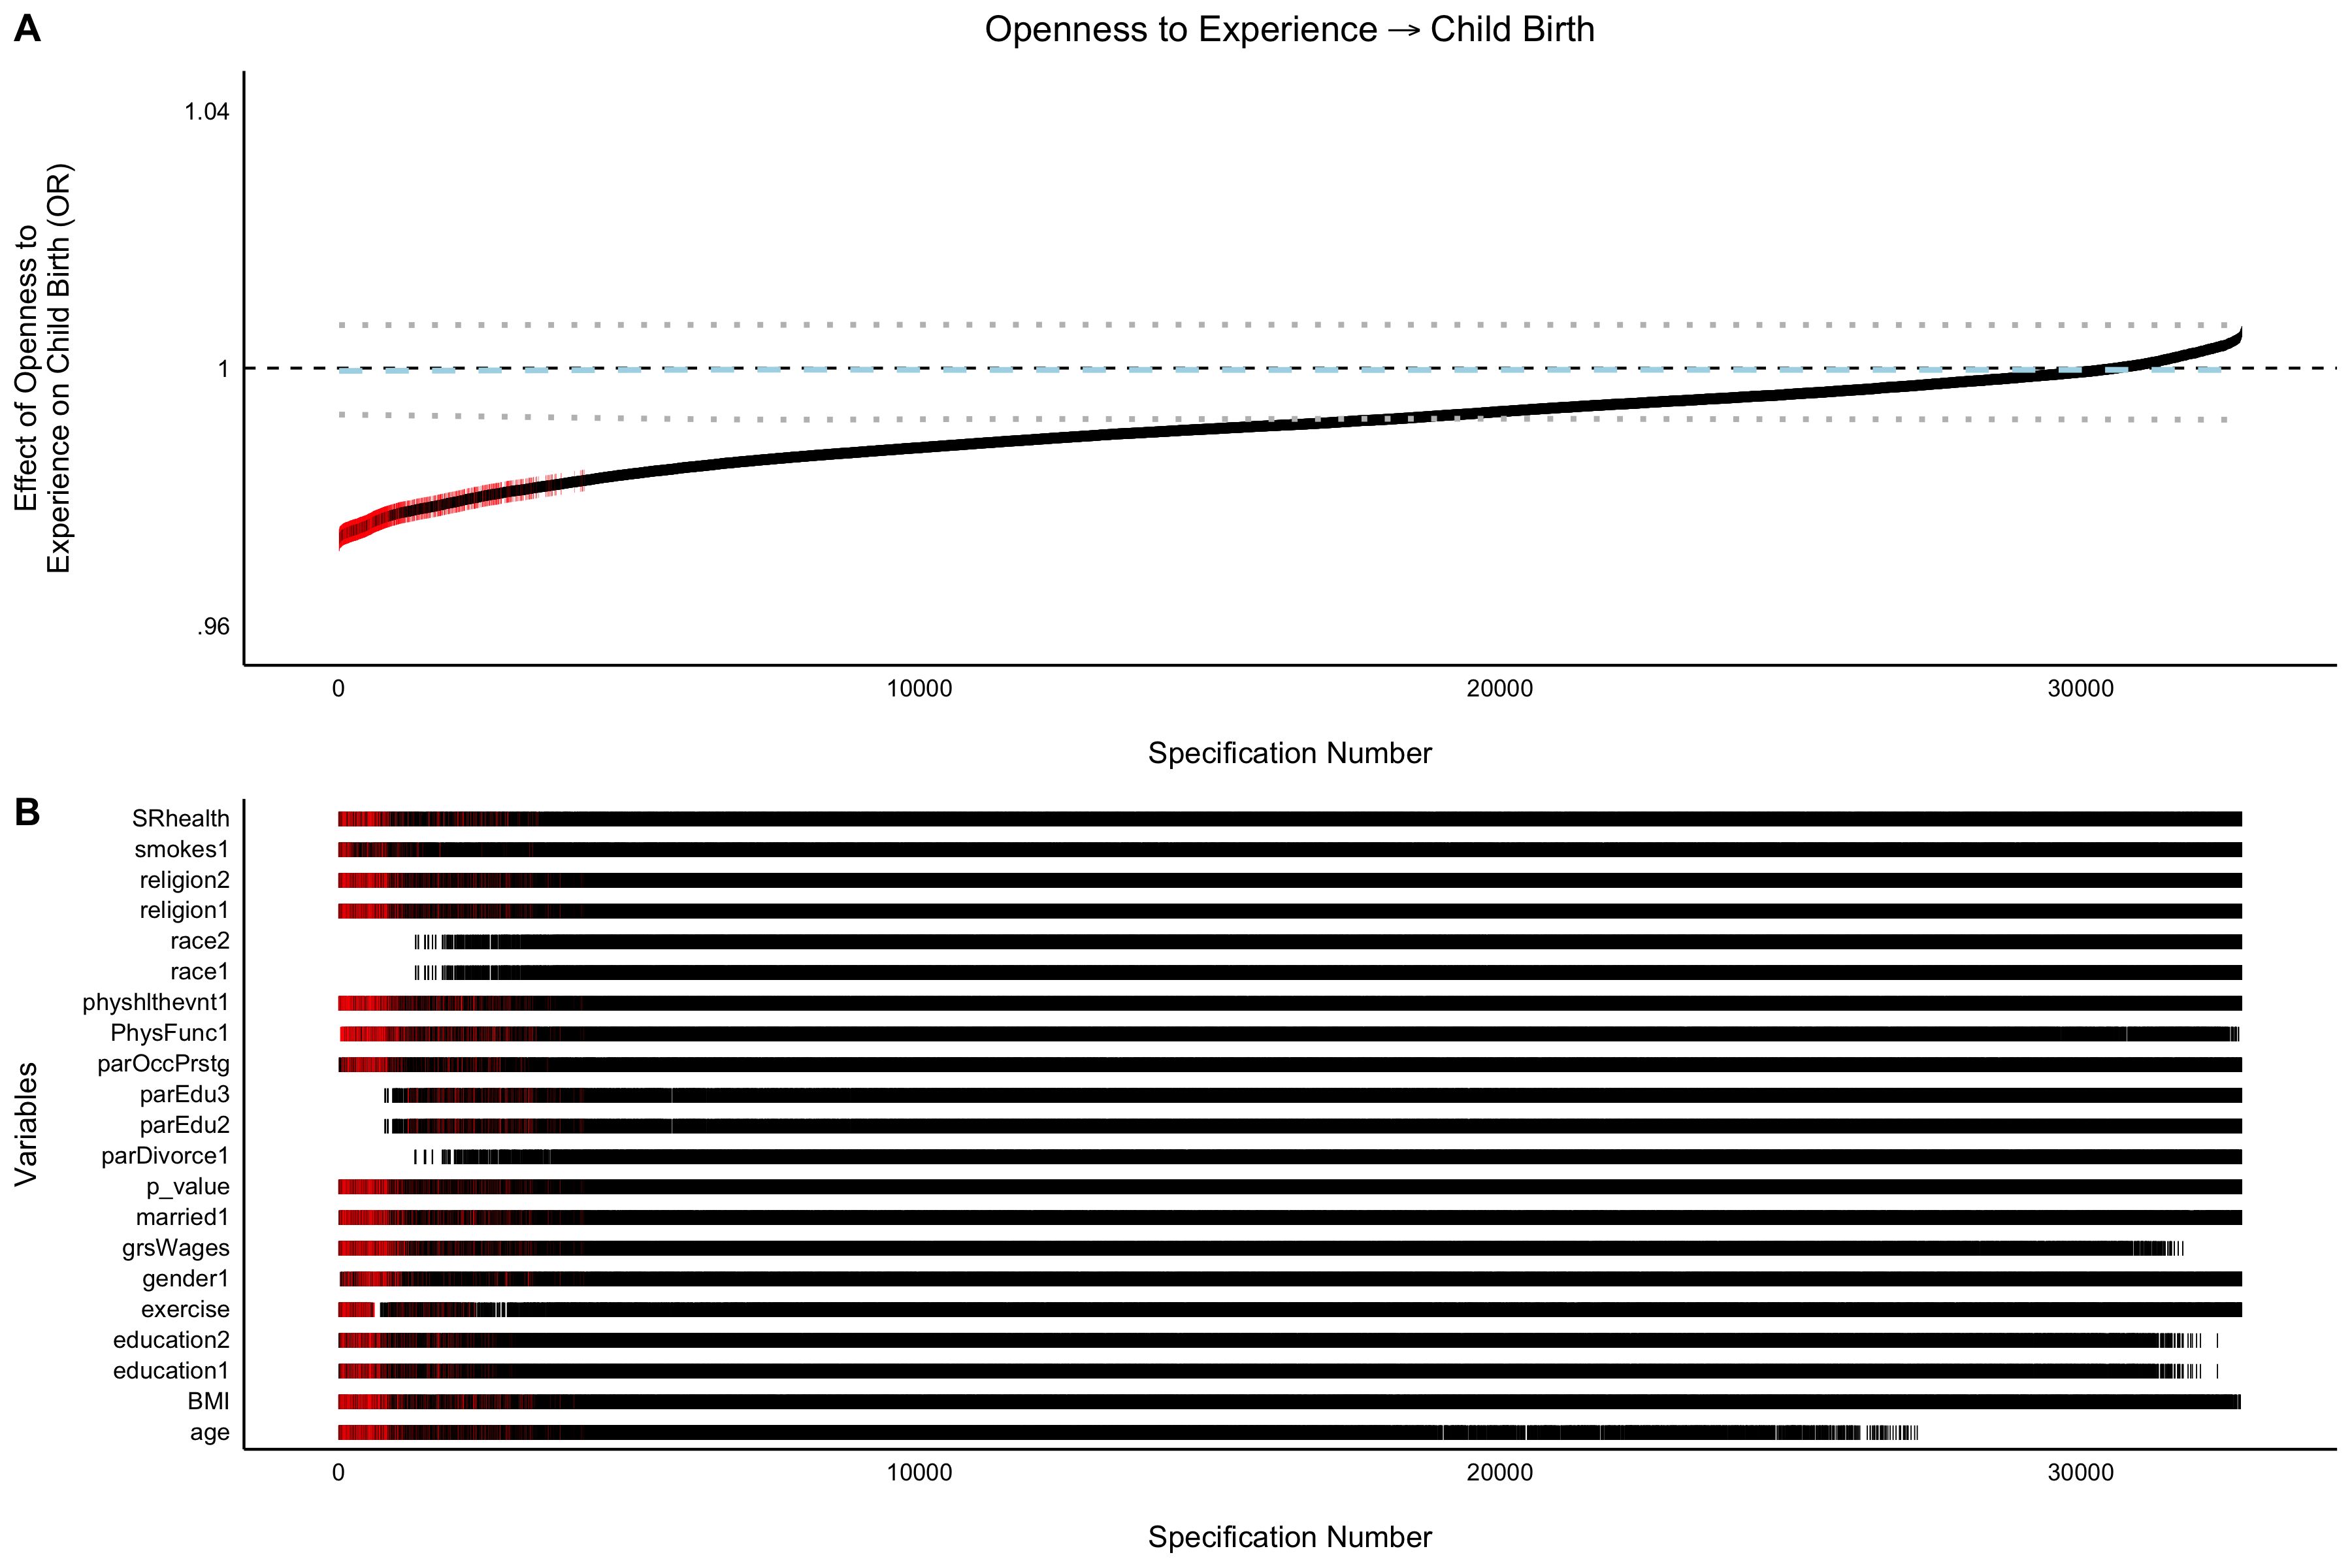 A
Openness to Experience → Child Birth
Effect of Openness to
Experience on Child Birth (OR)
1.04
1
.96
0 10000 20000 30000
Specification Number
B
Variables
SRhealth
smokes1
religion2
religion1
race2
race1
physhlthevnt1
PhysFunc1
parOccPrstg
parEdu3
parEdu2
parDivorce1
p_value
married1
grsWages
gender1
exercise
education2
education1
BMI
age
0 10000 20000 30000
Specification Number